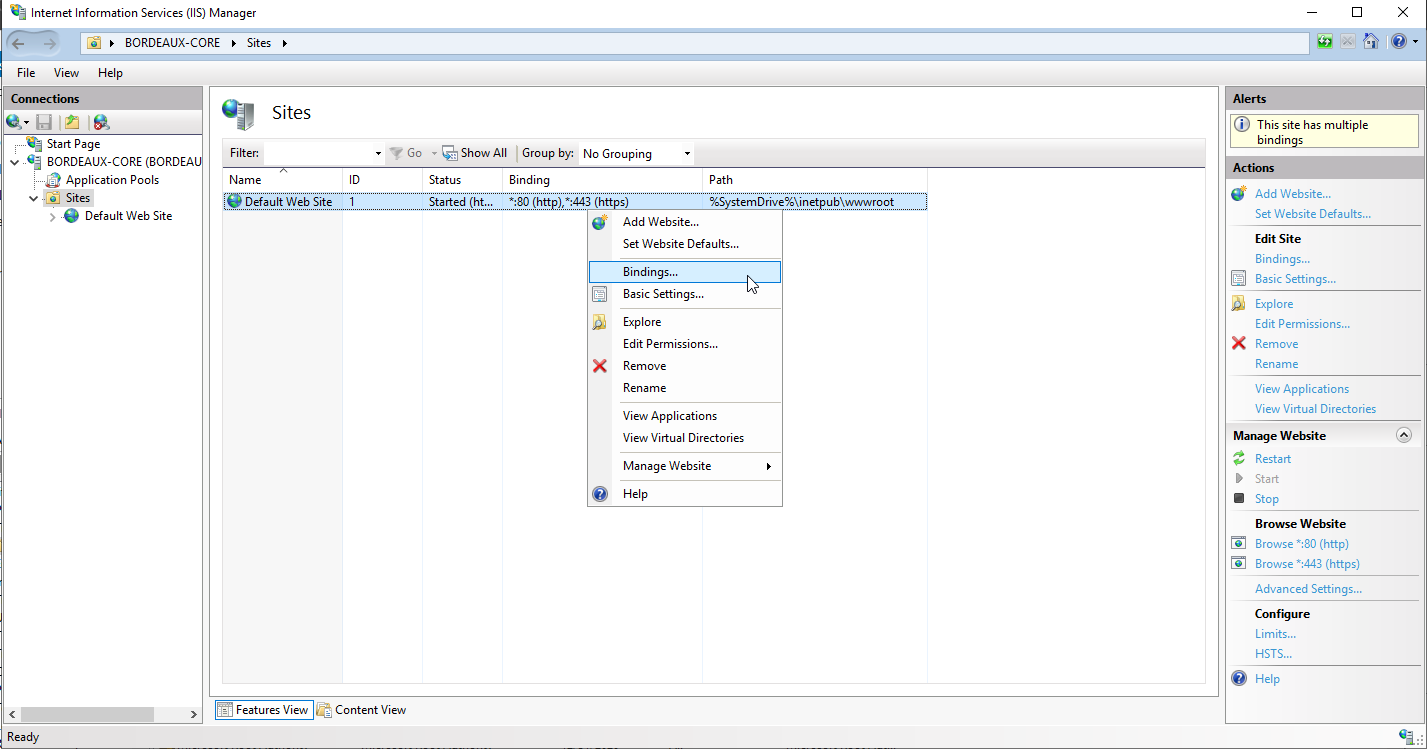 Internet Information Services (IIS) Manager
BORDEAUX-CORE Sites
File View Help
Connections
Start Page
BORDEAUX-CORE (BORDEAU
Application Pools
Sites
Default Web Site
Sites
Filter: Go Show All Group by: No Grouping
Name ID Status Binding Path
Default Web Site 1 Started (ht... *:80 (http),*:443 (https) %SystemDrive%\inetpub\wwwroot
Add Website...
Set Website Defaults...
Bindings...
Basic Settings...
Explore
Edit Permissions...
Remove
Rename
View Applications
View Virtual Directories
Manage Website
Help
Features View Content View
Alerts
This site has multiple
bindings
Actions
Add Website...
Set Website Defaults...
Edit Site
Bindings...
Basic Settings...
Explore
Edit Permissions...
Remove
Rename
View Applications
View Virtual Directories
Manage Website
Restart
Start
Stop
Browse Website
Browse *:80 (http)
Browse *:443 (https)
Advanced Settings...
Configure
Limits...
HSTS...
Help
Ready